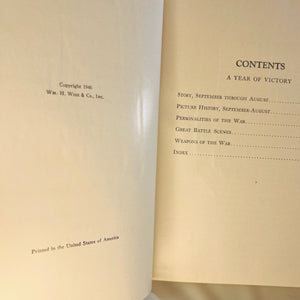 Copyright 1946
Wm. H. Wise & Co., Inc.
Printed in the United States of America
CONTENTS
A YEAR OF VICTORY
Story, September through August
Picture History, September-August
Personalities of the War
Great Battle Scenes
Weapons of the War
Index